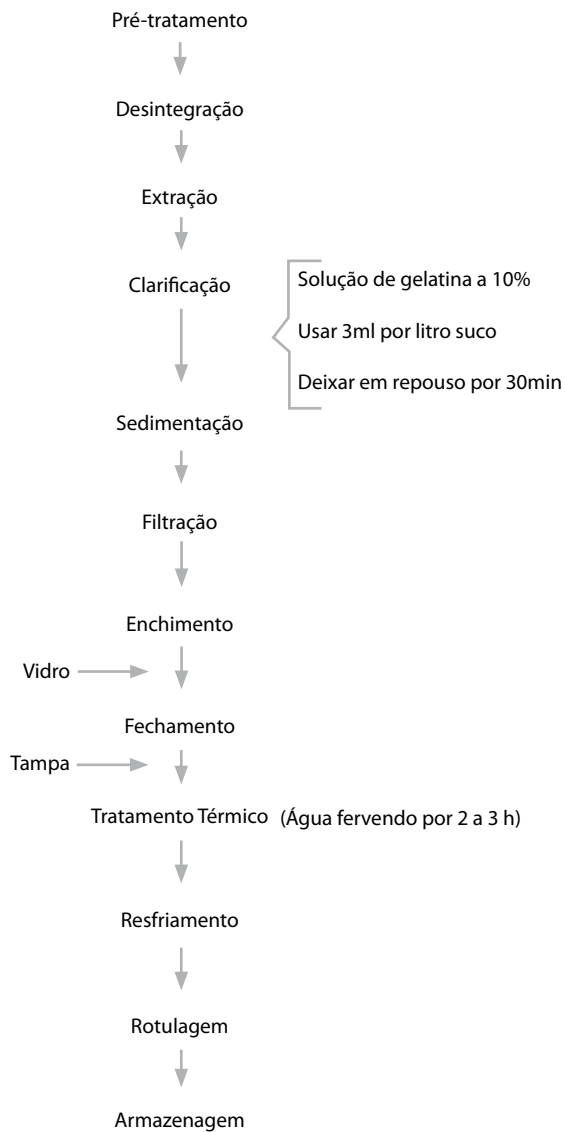 Pré-tratamento
Desintegração
Extração
Clarificação
Solução de gelatina a 10%
Usar 3ml por litro suco
Deixar em repouso por 30min
Sedimentação
Filtração
Enchimento
Vidro
Fechamento
Tampa
Tratamento Térmico (Água fervendo por 2 a 3 h)
Resfriamento
Rotulagem
Armazenagem